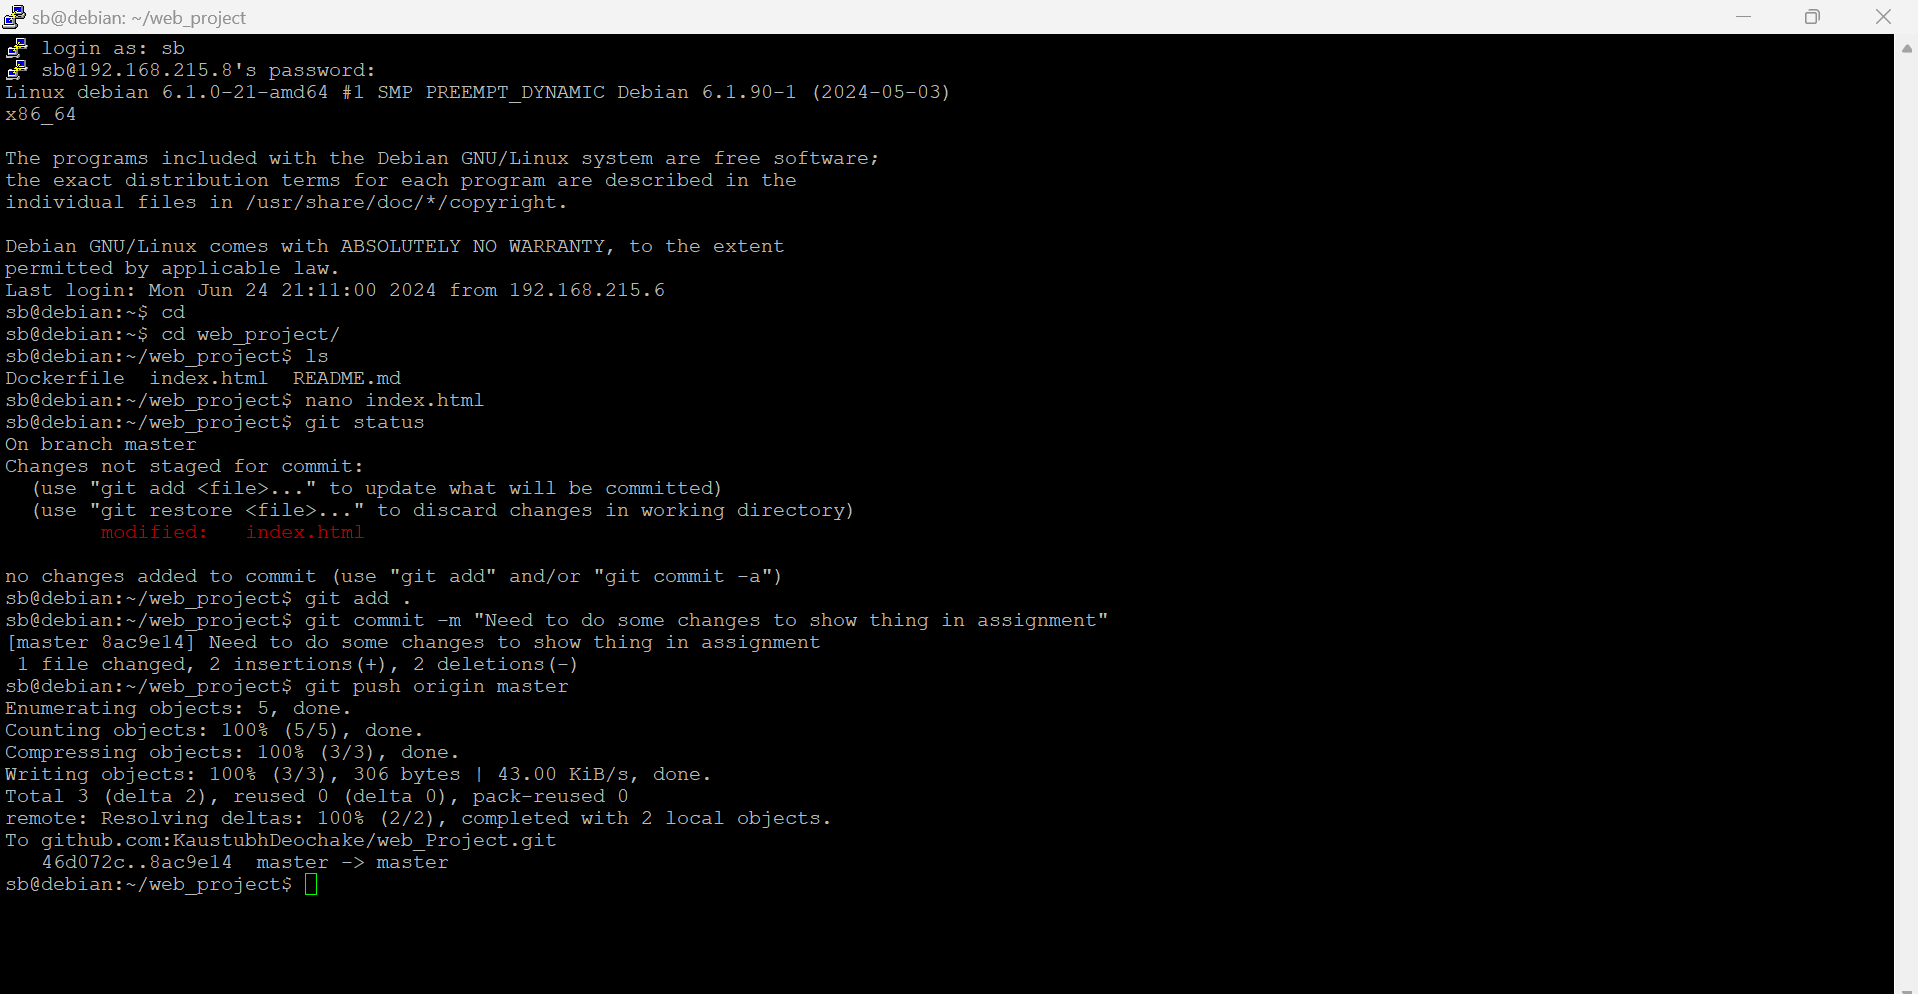 sb@debian: ~/web_project
login as: sb
sb@192.168.215.8's password:
Linux debian 6.1.0-21-amd64 #1 SMP PREEMPT_DYNAMIC Debian 6.1.90-1 (2024-05-03)
x86_64
The programs included with the Debian GNU/Linux system are free software;
the exact distribution terms for each program are described in the
individual files in /usr/share/doc/*/copyright.
Debian GNU/Linux comes with ABSOLUTELY NO WARRANTY, to the extent
permitted by applicable law.
Last login: Mon Jun 24 21:11:00 2024 from 192.168.215.6
sb@debian:~$ cd
sb@debian:~$ cd web_project/
sb@debian:~/web_project$ ls
Dockerfile  index.html  README.md
sb@debian:~/web_project$ nano index.html
sb@debian:~/web_project$ git status
On branch master
Changes not staged for commit:
  (use "git add <file>..." to update what will be committed)
  (use "git restore <file>..." to discard changes in working directory)
        modified:   index.html
no changes added to commit (use "git add" and/or "git commit -a")
sb@debian:~/web_project$ git add .
sb@debian:~/web_project$ git commit -m "Need to do some changes to show thing in assignment"
[master 8ac9e14] Need to do some changes to show thing in assignment
 1 file changed, 2 insertions(+), 2 deletions(-)
sb@debian:~/web_project$ git push origin master
Enumerating objects: 5, done.
Counting objects: 100% (5/5), done.
Compressing objects: 100% (3/3), done.
Writing objects: 100% (3/3), 306 bytes | 43.00 KiB/s, done.
Total 3 (delta 2), reused 0 (delta 0), pack-reused 0
remote: Resolving deltas: 100% (2/2), completed with 2 local objects.
To github.com:KaustubhDeochake/web_Project.git
   46d072c..8ac9e14  master -> master
sb@debian:~/web_project$